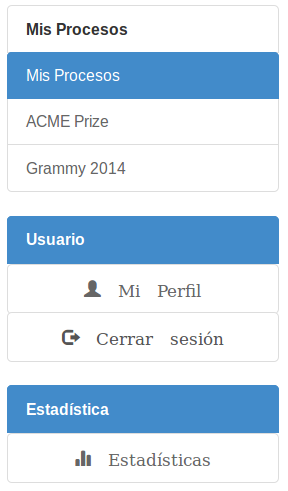 Mis Procesos
Mis Procesos
ACME Prize
Grammy 2014
Usuario
Mi Perfil
Cerrar sesión
Estadística
Estadísticas